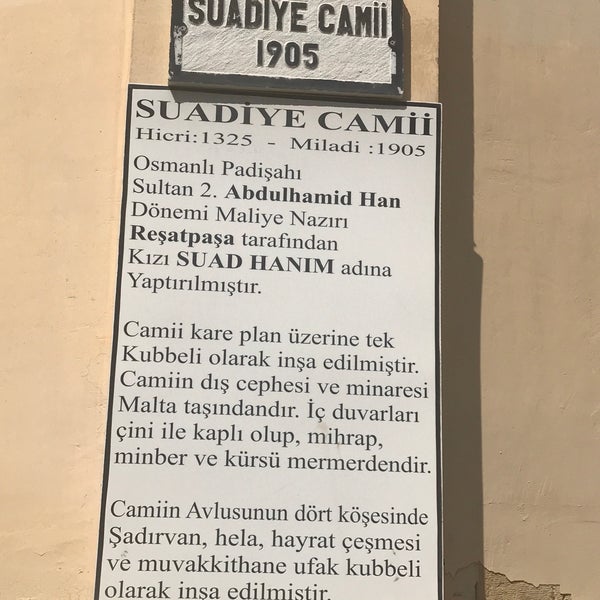 SUADİYE CAMİİ
1905
SUADİYE CAMİİ
Hicri:1325 - Miladi :1905
Osmanlı Padişahı
Sultan 2. Abdulhamid Han
Dönemi Maliye Nazırı
Reşatpaşa tarafından
Kızı SUAD HANIM adına
Yaptırılmıştır.
Camii kare plan üzerine tek
Kubbeli olarak inşa edilmiştir.
Camiin dış cephesi ve minaresi
Malta taşındandır. İç duvarları
çini ile kaplı olup, mihrap,
minber ve kürsü mermerdendir.
Camiin Avlusunun dört köşesinde
Şadırvan, hela, hayrat çeşmesi
ve muvakkithane ufak kubbeli
olarak inşa edilmiştir.